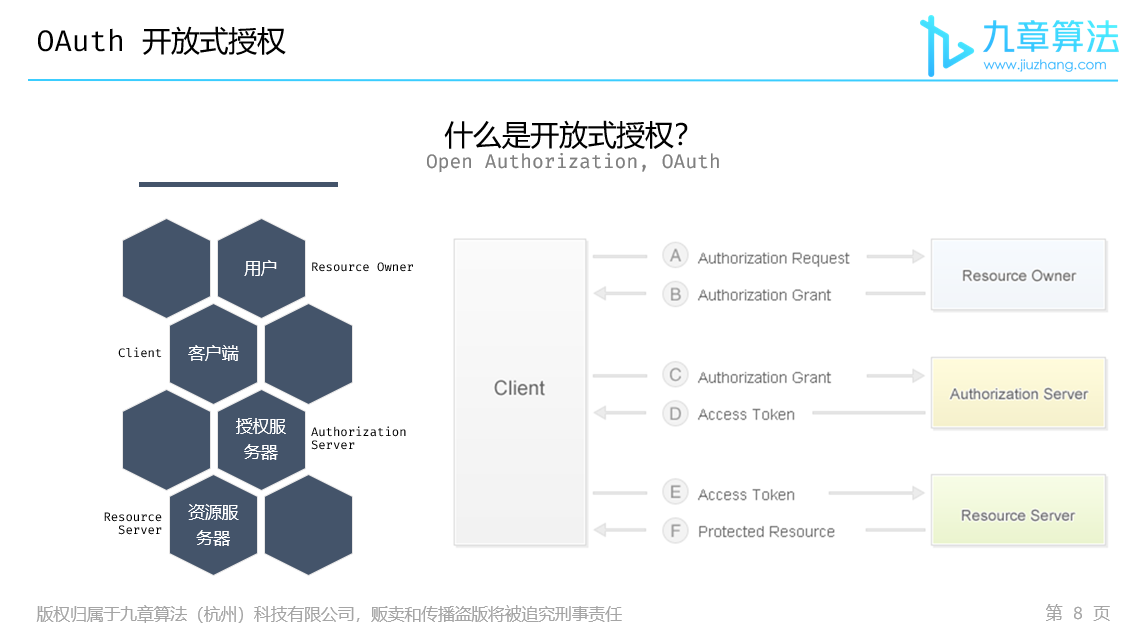 OAuth 开放式授权
九章算法
www.jiuzhang.com
什么是开放式授权？
Open Authorization, OAuth
用户
Resource Owner
Client
客户端
授权服
务器
Authorization
Server
Resource
Server
资源服
务器
Client
A Authorization Request
B Authorization Grant
Resource Owner
C Authorization Grant
D Access Token
Authorization Server
E Access Token
F Protected Resource
Resource Server
版权归属于九章算法（杭州）科技有限公司，贩卖和传播盗版将被追究刑事责任
第 8 页